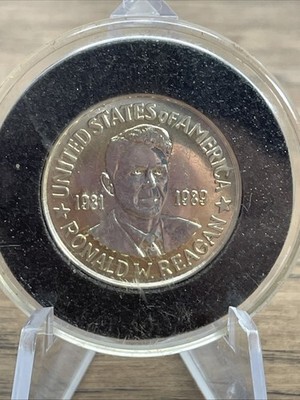 UNITED STATES OF AMERICA
1981 1989
RONALD W. REAGAN